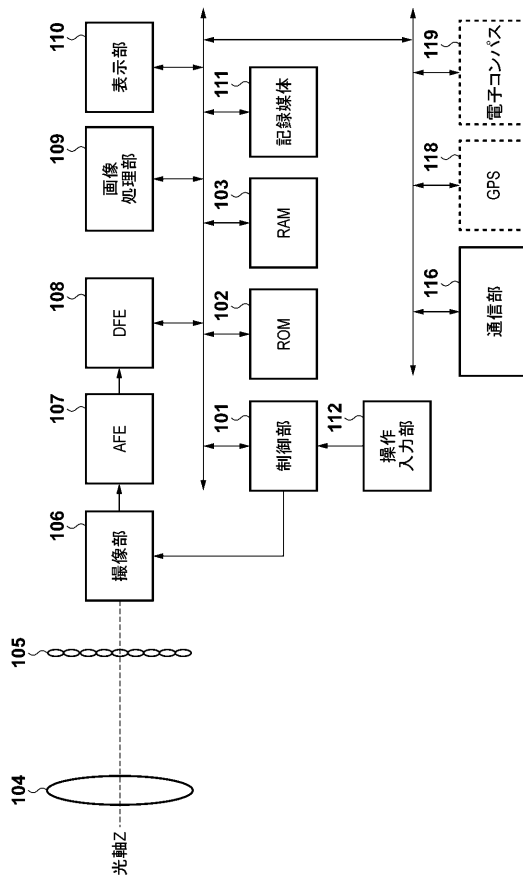 光軸Z
104
105
106
撮像部
107
AFE
108
DFE
109
画像
処理部
110
表示部
101
制御部
102
ROM
103
RAM
111
記録媒体
112
操作
入力部
116
通信部
118
GPS
119
電子コンパス